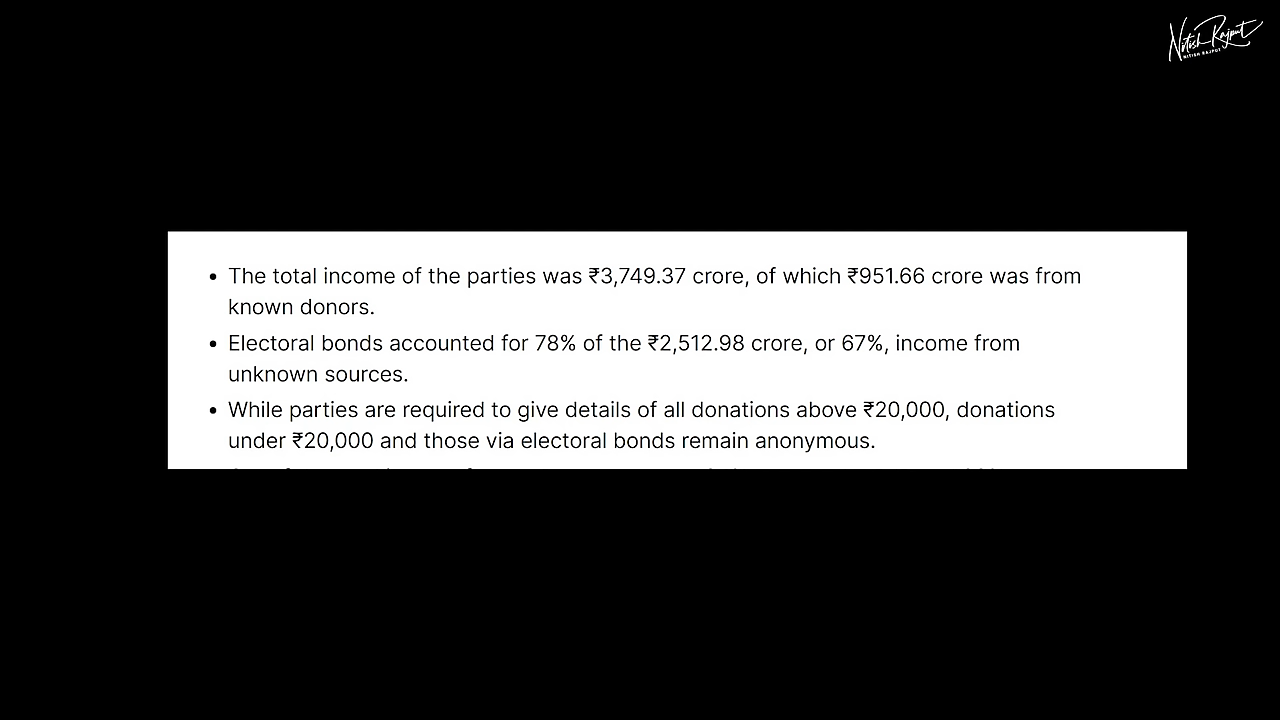 Nitish Rajput
NITISH RAJPUT
• The total income of the parties was ₹3,749.37 crore, of which ₹951.66 crore was from
known donors.
• Electoral bonds accounted for 78% of the ₹2,512.98 crore, or 67%, income from
unknown sources.
• While parties are required to give details of all donations above ₹20,000, donations
under ₹20,000 and those via electoral bonds remain anonymous.